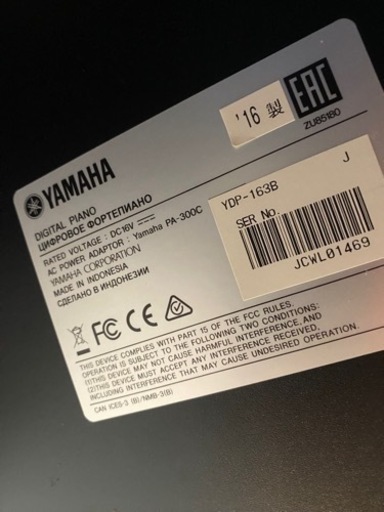 YAMAHA
DIGITAL PIANO
ЦИФРОВОЕ ФОРТЕПИАНО
RATED VOLTAGE : DC16V
AC POWER ADAPTOR : Yamaha PA-300C
YAMAHA CORPORATION
MADE IN INDONESIA
СДЕЛАНО В ИНДОНЕЗИИ
'16 製
EAC
ZU85180
YDP-163B J
SER No.
JCWL01469
FC CE
THIS DEVICE COMPLIES WITH PART 15 OF THE FCC RULES.
OPERATION IS SUBJECT TO THE FOLLOWING TWO CONDITIONS:
(1)THIS DEVICE MAY NOT CAUSE HARMFUL INTERFERENCE,AND
(2)THIS DEVICE MUST ACCEPT ANY INTERFERENCE RECEIVED,
INCLUDING INTERFERENCE THAT MAY CAUSE UNDESIRED OPERATION.
CAN ICES-3 (B)/NMB-3(B)